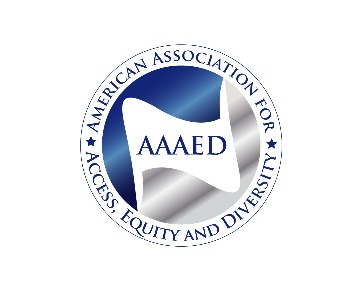 AMERICAN ASSOCIATION FOR
AAAED
ACCESS, EQUITY AND DIVERSITY